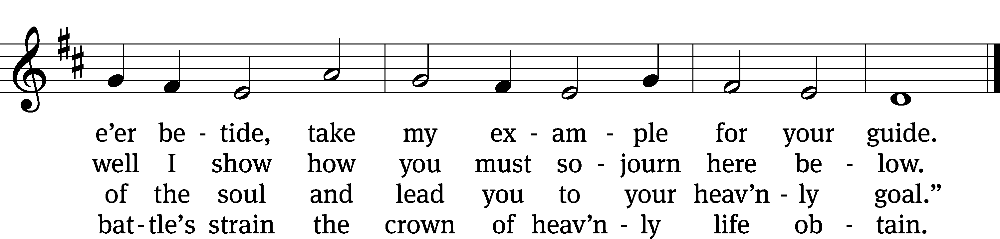 e’er be - tide, take my ex - am - ple for your guide.
well I show how you must so - journ here be - low.
of the soul and lead you to your heav’n - ly goal.”
bat - tle’s strain the crown of heav’n - ly life ob - tain.